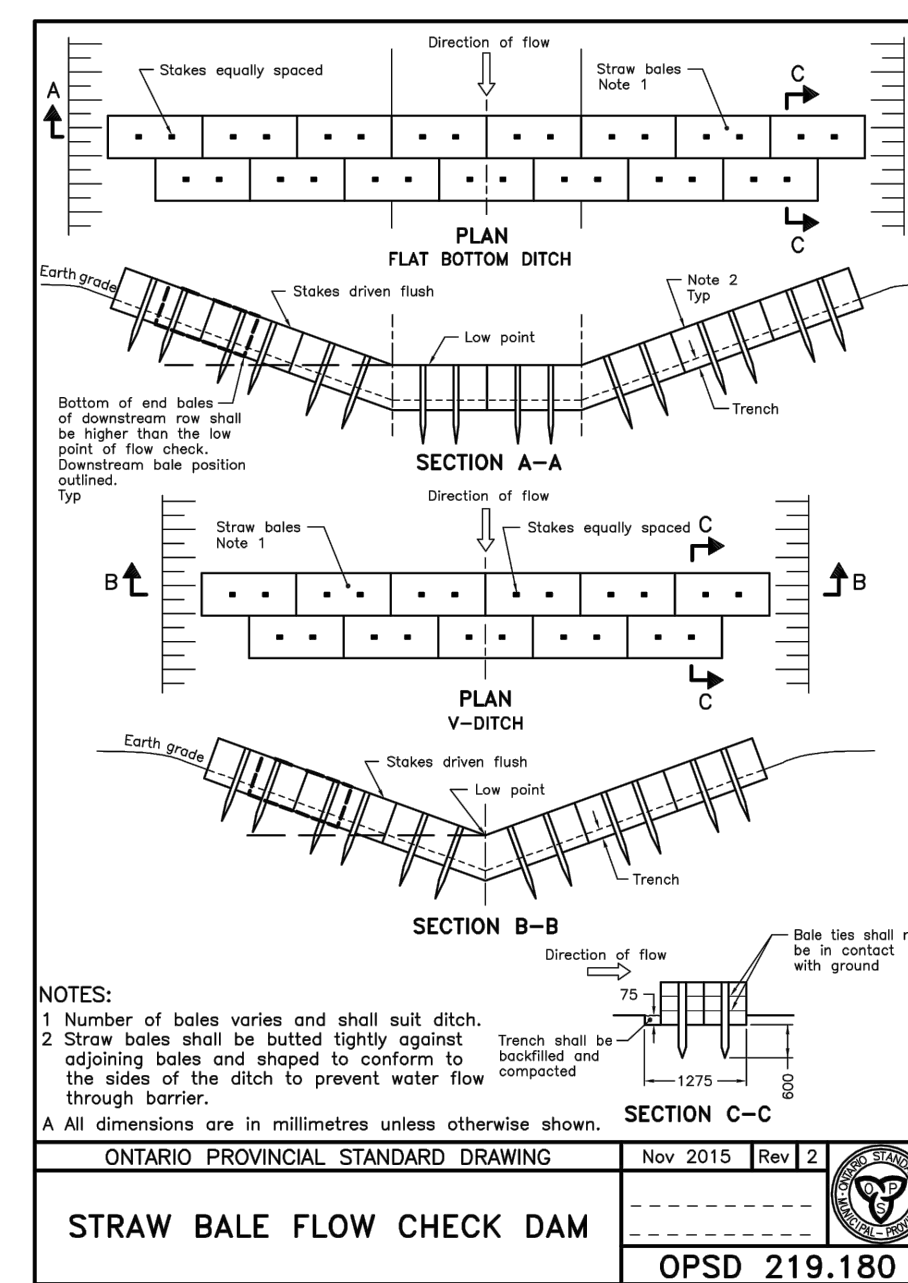 Direction of flow
Stakes equally spaced
Straw bales
Note 1
C
A
PLAN
FLAT BOTTOM DITCH
C
Earth grade
Stakes driven flush
Note 2
Typ
Low point
Trench
Bottom of end bales
of downstream row shall
be higher than the low
point of flow check.
Downstream bale position
outlined.
Typ
SECTION A-A
Direction of flow
Straw bales
Note 1
Stakes equally spaced
C
B
B
PLAN
V-DITCH
C
Earth grade
Stakes driven flush
Low point
Trench
SECTION B-B
Direction of flow
Bale ties shall
be in contact
with ground
75
Trench shall be
backfilled and
compacted
1275
600
SECTION C-C
NOTES:
1 Number of bales varies and shall suit ditch.
2 Straw bales shall be butted tightly against
adjoining bales and shaped to conform to
the sides of the ditch to prevent water flow
through barrier.
A All dimensions are in millimetres unless otherwise shown.
ONTARIO PROVINCIAL STANDARD DRAWING
Nov 2015 Rev 2
STRAW BALE FLOW CHECK DAM
OPSD 219.180
ONTARIO
MUNICIPAL
OPS